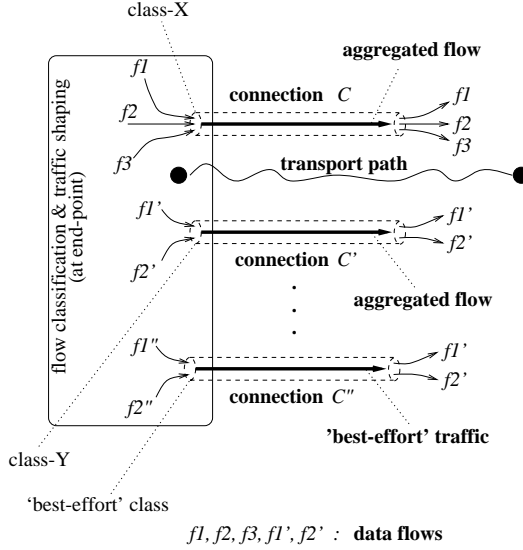 class-X
aggregated flow
f1
connection C
f1
f2
f2
f3
f3
transport path
flow classification & traffic shaping
(at end-point)
f1'
f1'
f2'
f2'
connection C'
aggregated flow
f1"
f1'
f2"
f2'
connection C"
'best-effort' traffic
class-Y
‘best-effort’ class
f1, f2, f3, f1', f2' : data flows